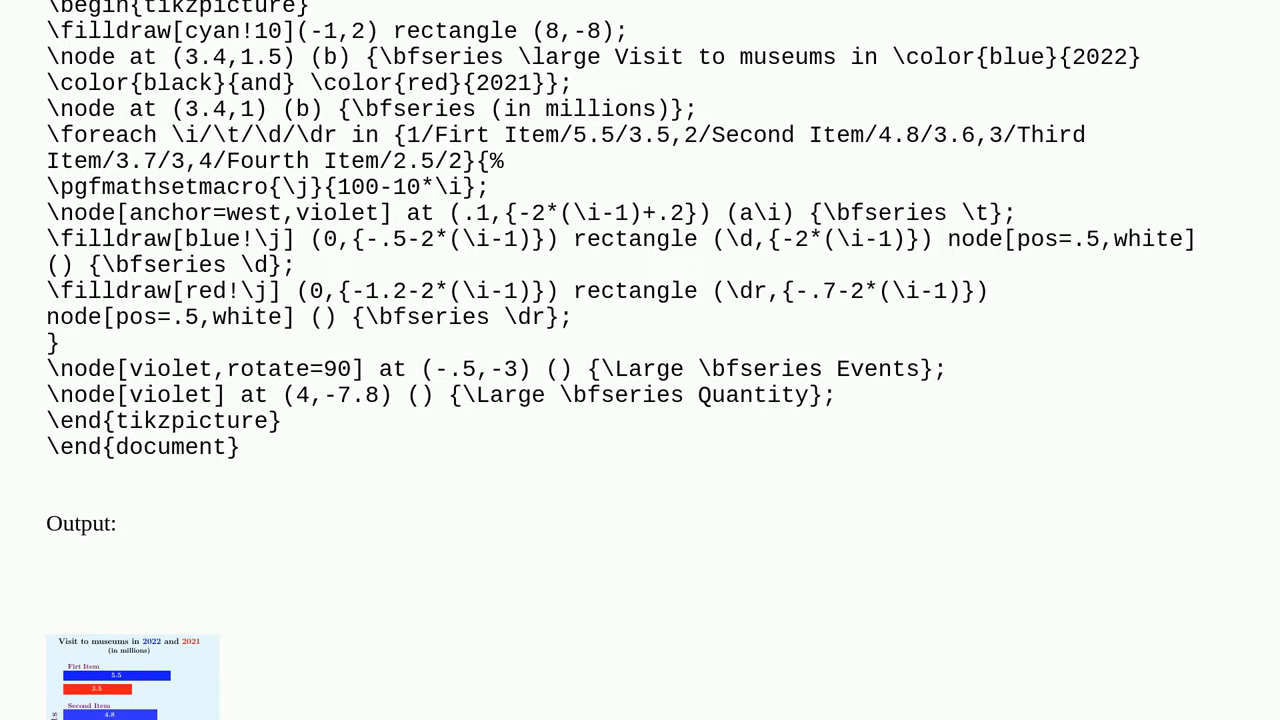 \begin{tikzpicture}
\filldraw[cyan!10](-1,2) rectangle (8,-8);
\node at (3.4,1.5) (b) {\bfseries \large Visit to museums in \color{blue}{2022}
\color{black}{and} \color{red}{2021}};
\node at (3.4,1) (b) {\bfseries (in millions)};
\foreach \i/\t/\d/\dr in {1/Firt Item/5.5/3.5,2/Second Item/4.8/3.6,3/Third
Item/3.7/3,4/Fourth Item/2.5/2}{%
\pgfmathsetmacro{\j}{100-10*\i};
\node[anchor=west,violet] at (.1,{-2*(\i-1)+.2}) (a\i) {\bfseries \t};
\filldraw[blue!\j] (0,{-.5-2*(\i-1)}) rectangle (\d,{-2*(\i-1)}) node[pos=.5,white]
() {\bfseries \d};
\filldraw[red!\j] (0,{-1.2-2*(\i-1)}) rectangle (\dr,{-.7-2*(\i-1)})
node[pos=.5,white] () {\bfseries \dr};
}
\node[violet,rotate=90] at (-.5,-3) () {\Large \bfseries Events};
\node[violet] at (4,-7.8) () {\Large \bfseries Quantity};
\end{tikzpicture}
\end{document}
Output:
Visit to museums in 2022 and 2021
(in millions)
Firt Item
5.5
3.5
Second Item
4.8